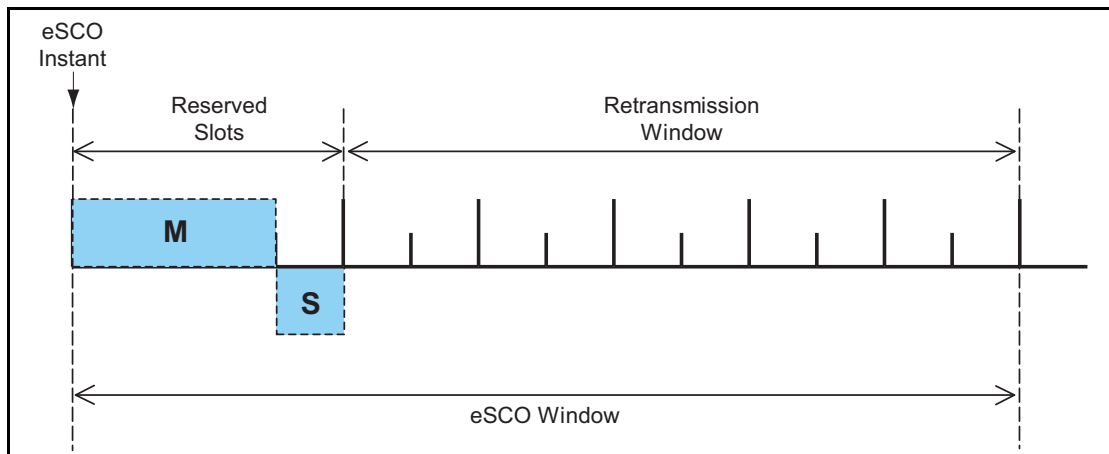 eSCO
Instant
Reserved
Slots
Retransmission
Window
M
S
eSCO Window